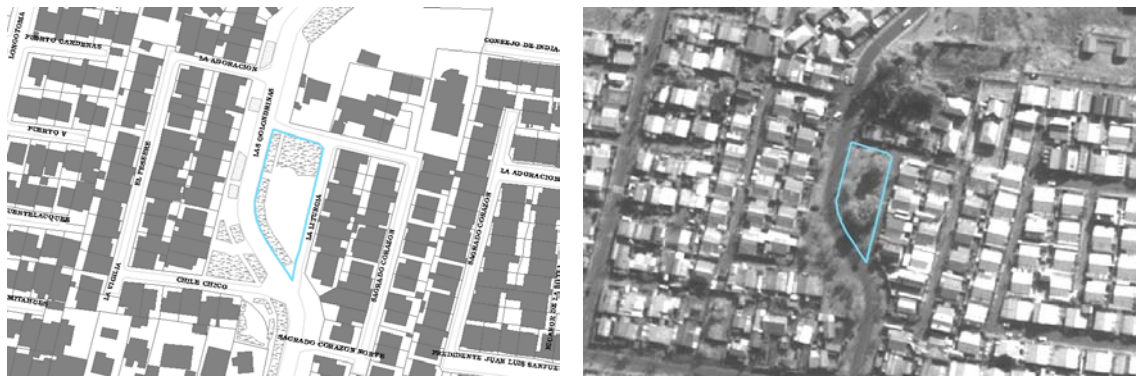 LONGOTOMA
PUERTO CARDENAS
LA ADORACION
CONSEJO DE INDIA
LAS GOLONDRINAS
PUERTO V
EL PESEBRE
LA ADORACION
LA LITURGIA
SAGRADO CORAZON
SAGRADO CORAZON
LA VIGILIA
CHILE CHICO
SAGRADO CORAZON NORTE
PRESIDENTE JUAN LUIS SANFUE